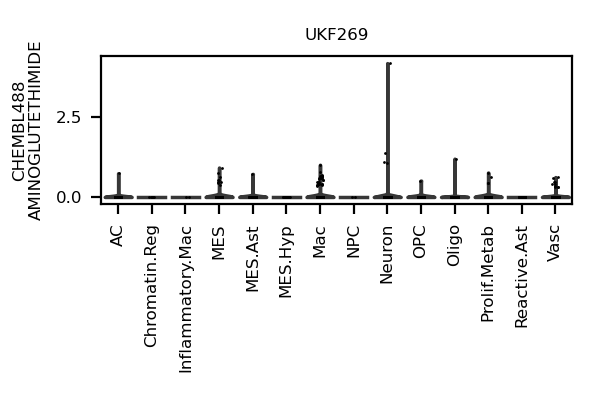 UKF269
CHEMBL488
AMINOGLUTETHIMIDE
2.5
0.0
AC
Chromatin.Reg
Inflammatory.Mac
MES
MES.Ast
MES.Hyp
Mac
NPC
Neuron
OPC
Oligo
Prolif.Metab
Reactive.Ast
Vasc